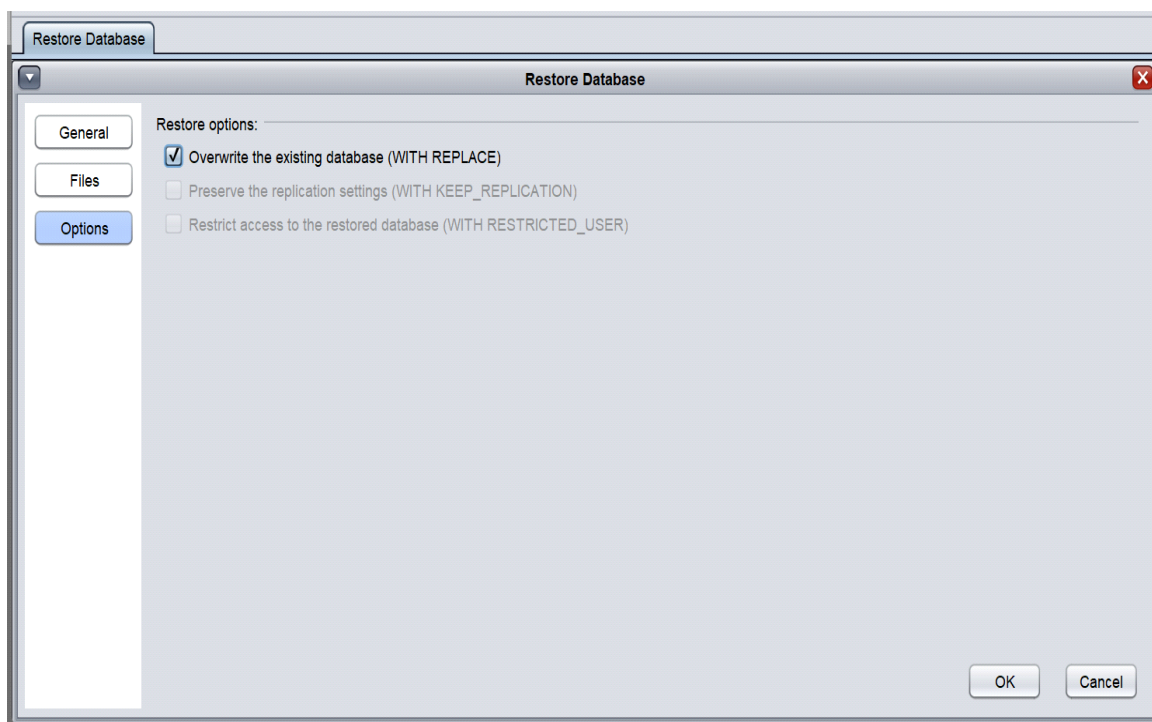 Restore Database
Restore Database
General
Files
Options
Restore options:
Overwrite the existing database (WITH REPLACE)
Preserve the replication settings (WITH KEEP_REPLICATION)
Restrict access to the restored database (WITH RESTRICTED_USER)
OK
Cancel